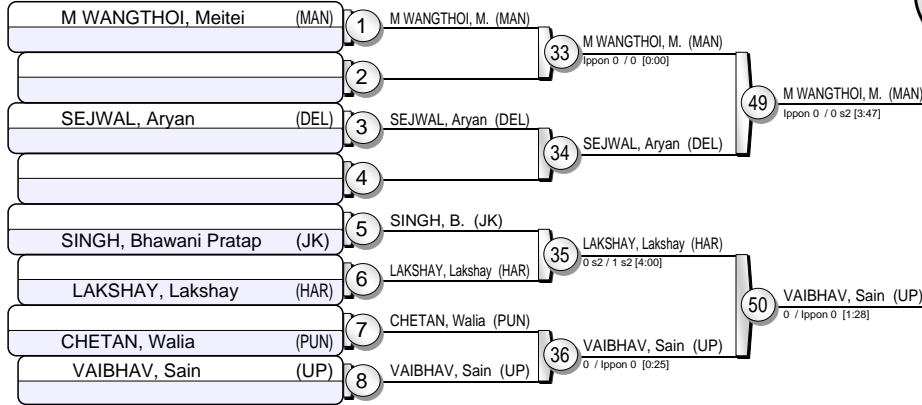 M WANGTHOI, Meitei (MAN)
1
M WANGTHOI, M. (MAN)
2
33
M WANGTHOI, M. (MAN)
Ippon 0 / 0 [0:00]
SEJWAL, Aryan (DEL)
3
SEJWAL, Aryan (DEL)
4
34
SEJWAL, Aryan (DEL)
49
M WANGTHOI, M. (MAN)
Ippon 0 / 0 s2 [3:47]
SINGH, Bhawani Pratap (JK)
5
SINGH, B. (JK)
LAKSHAY, Lakshay (HAR)
6
LAKSHAY, Lakshay (HAR)
35
LAKSHAY, Lakshay (HAR)
0 s2 / 1 s2 [4:00]
CHETAN, Walia (PUN)
7
CHETAN, Walia (PUN)
VAIBHAV, Sain (UP)
8
VAIBHAV, Sain (UP)
36
VAIBHAV, Sain (UP)
0 / Ippon 0 [0:25]
50
VAIBHAV, Sain (UP)
0 / Ippon 0 [1:28]